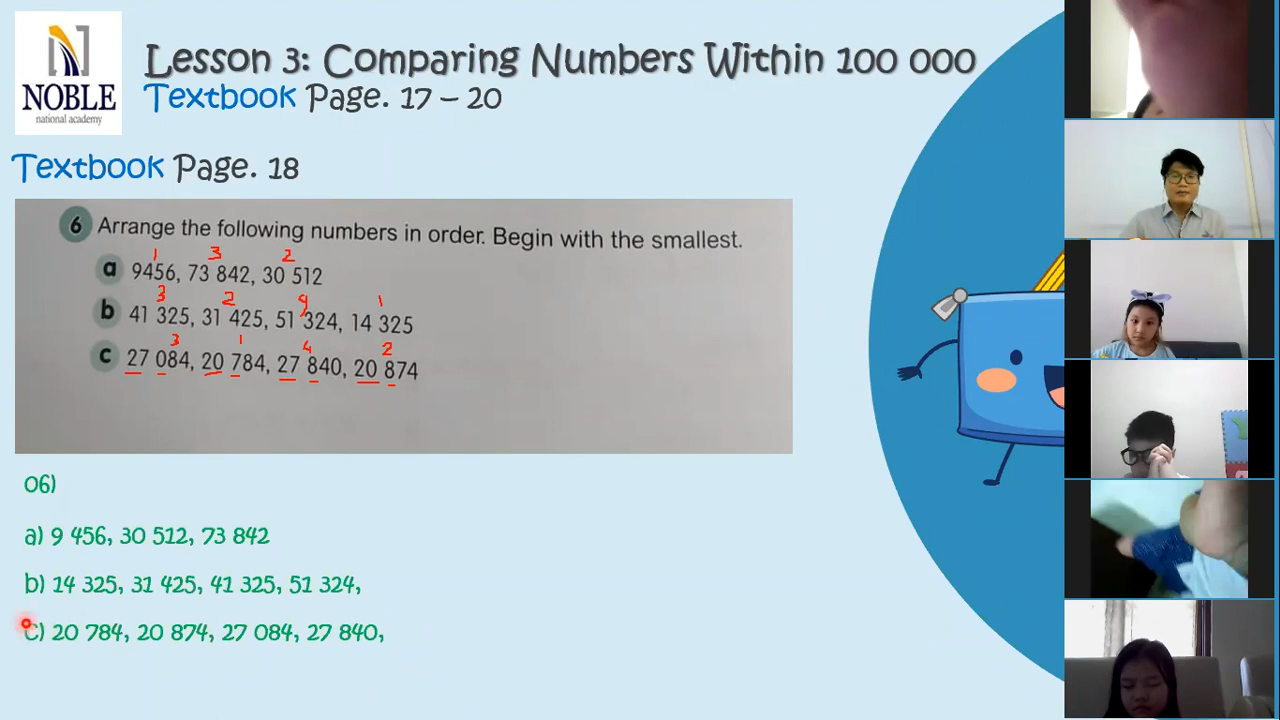 NOBLE
national academy
Lesson 3: Comparing Numbers Within 100 000
Textbook Page. 17 – 20
Textbook Page. 18
6 Arrange the following numbers in order. Begin with the smallest.
1 3 2
a 9456, 73 842, 30 512
3 2 4 1
b 41 325, 31 425, 51 324, 14 325
3 1 4 2
c 27 084, 20 784, 27 840, 20 874
06)
a) 9 456, 30 512, 73 842
b) 14 325, 31 425, 41 325, 51 324,
c) 20 784, 20 874, 27 084, 27 840,